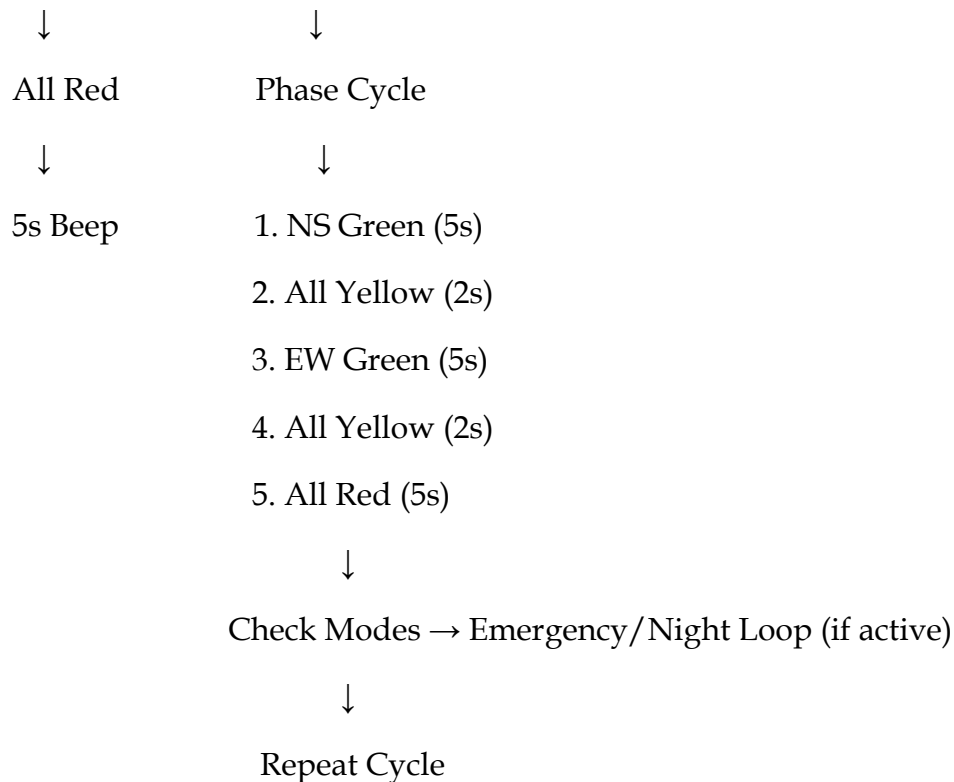 ↓ ↓
All Red Phase Cycle
↓ ↓
5s Beep 1. NS Green (5s)
2. All Yellow (2s)
3. EW Green (5s)
4. All Yellow (2s)
5. All Red (5s)
↓
Check Modes → Emergency/Night Loop (if active)
↓
Repeat Cycle